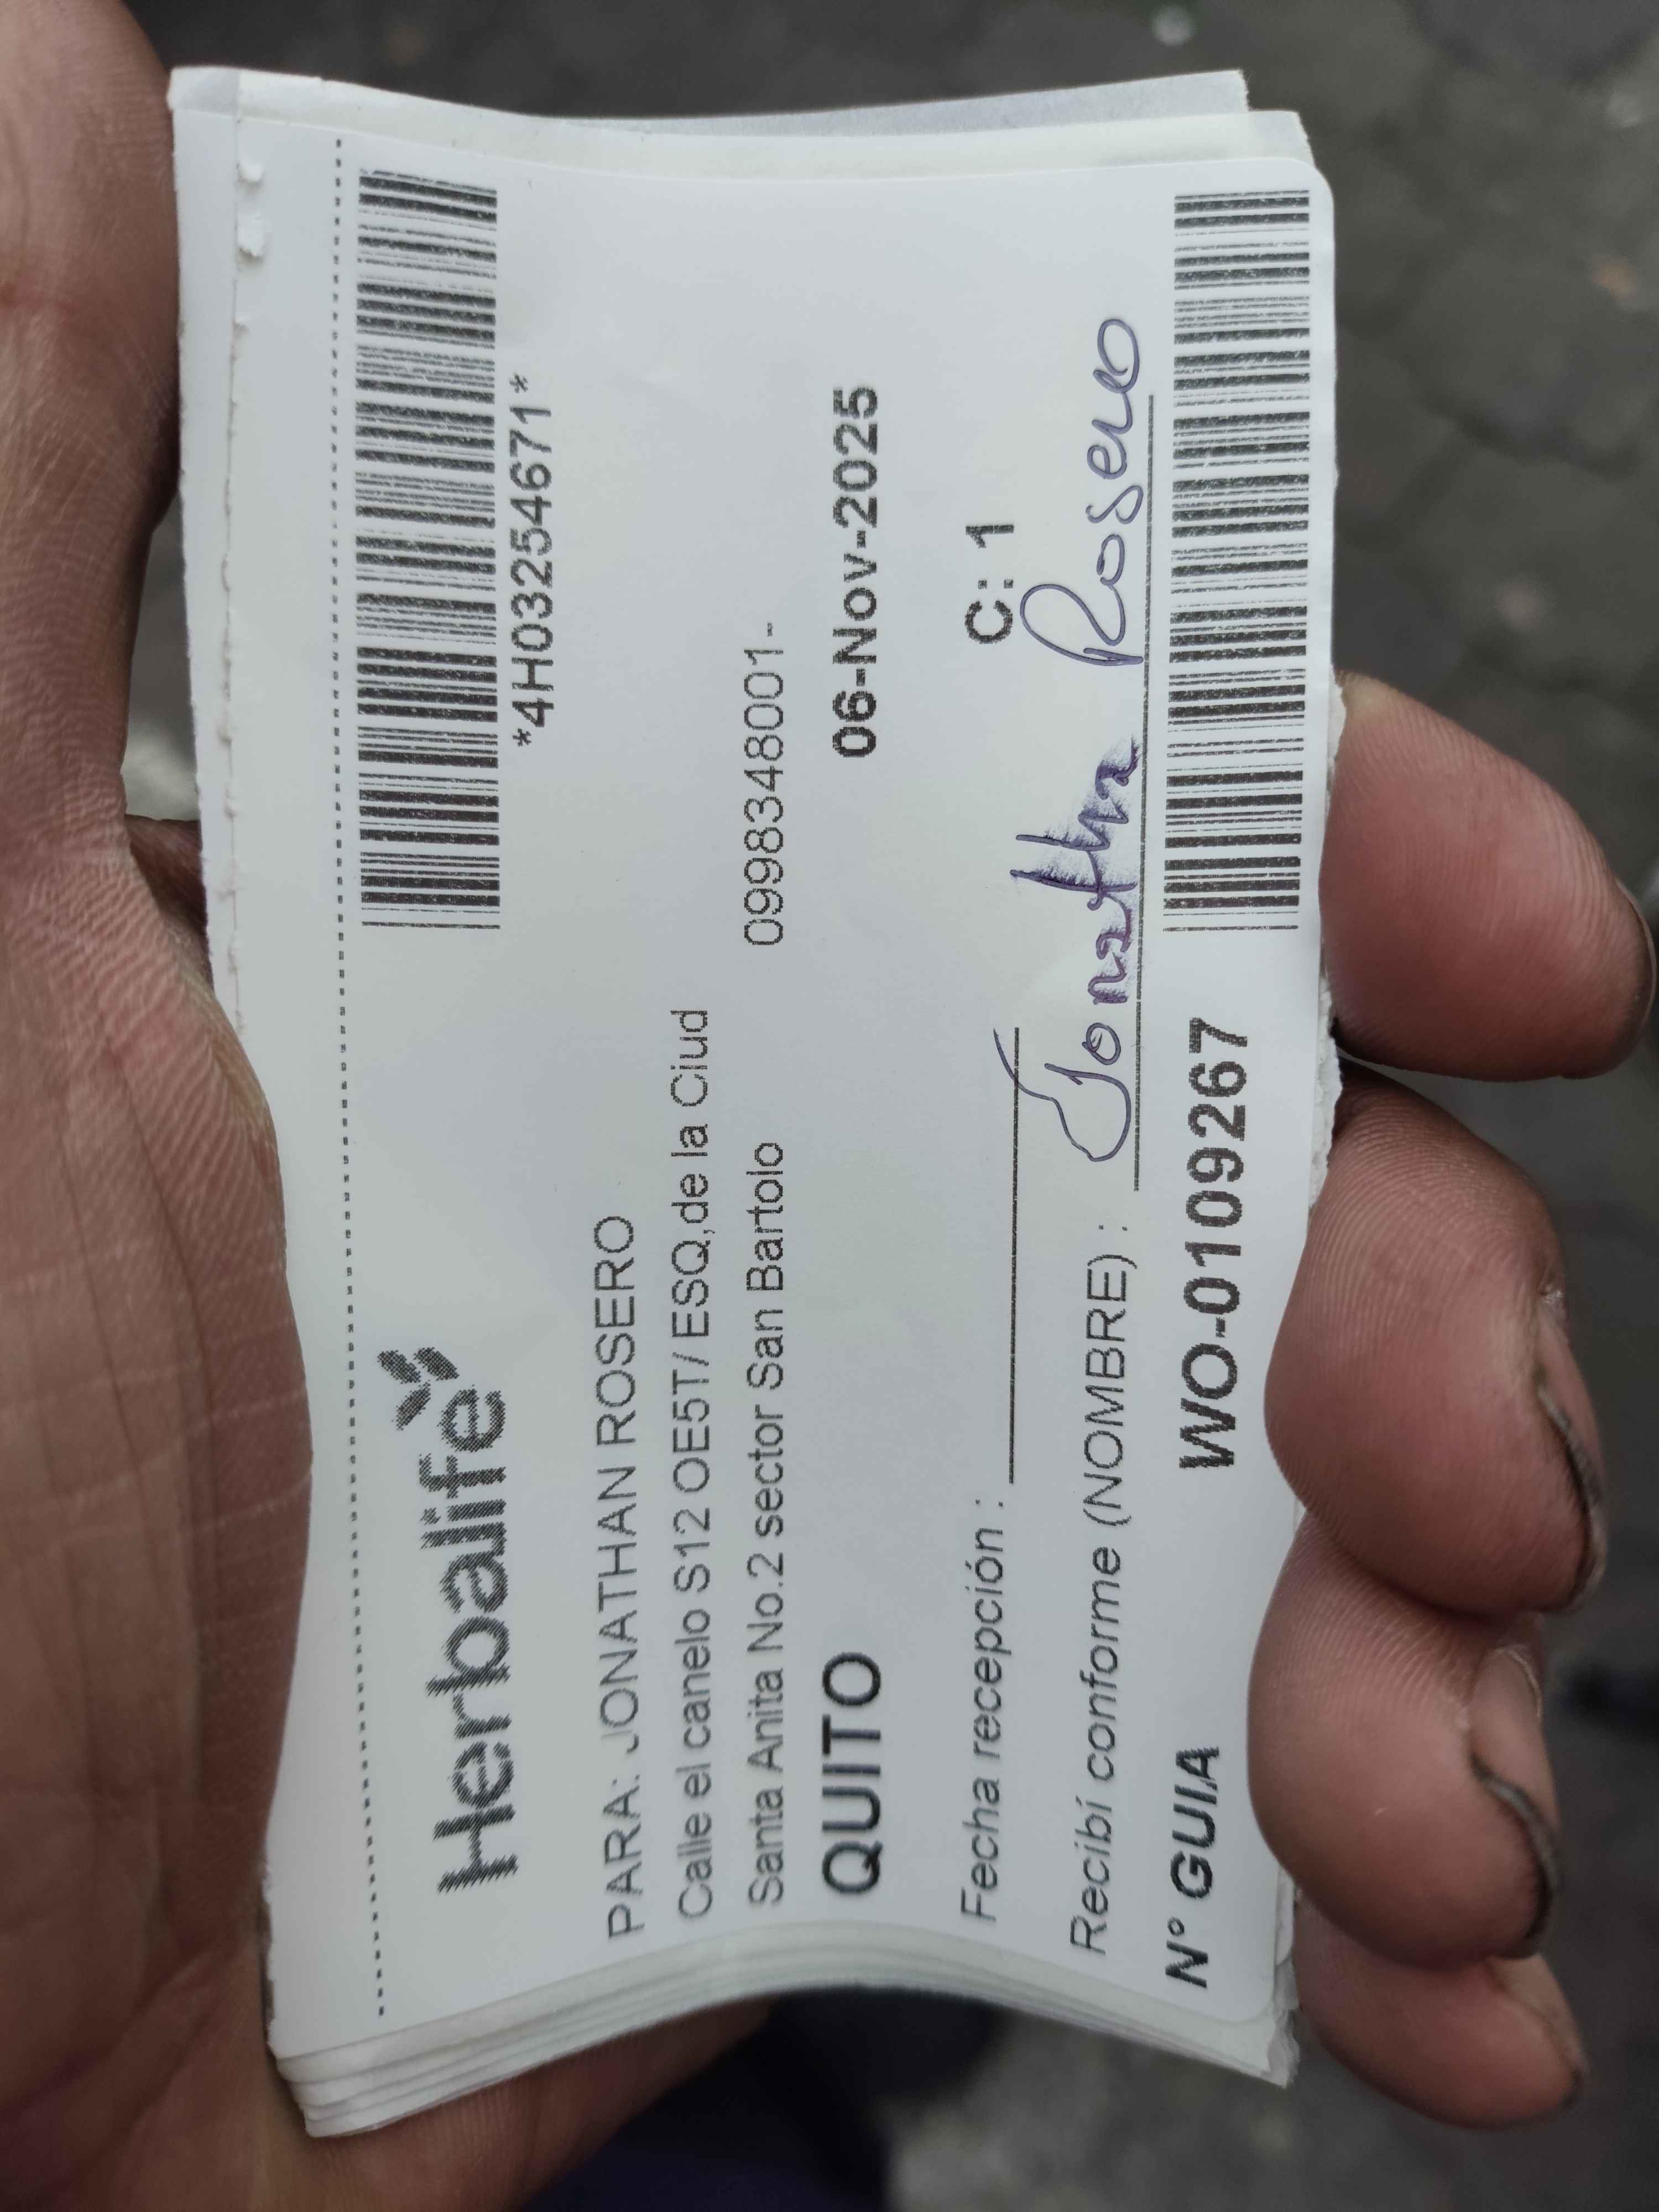 Herbalife
*4H03254671*
PARA: JONATHAN ROSERO
Calle el canelo S12 OE5T/ ESQ,de la Ciud
Santa Anita No.2 sector San Bartolo 0998348001-
QUITO 06-Nov-2025
Fecha recepción : C: 1
Recibí conforme (NOMBRE) : Jonathan Rosero
N° GUIA WO-0109267